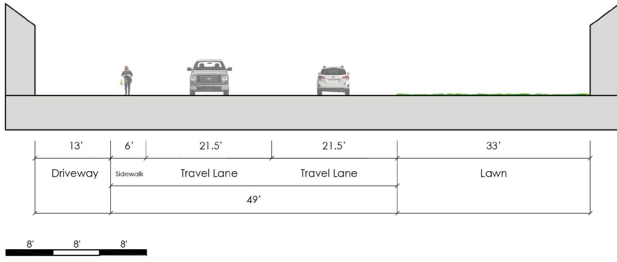 13' 6' 21.5' 21.5' 33'
Driveway Sidewalk Travel Lane Travel Lane Lawn
49'
8' 8' 8'